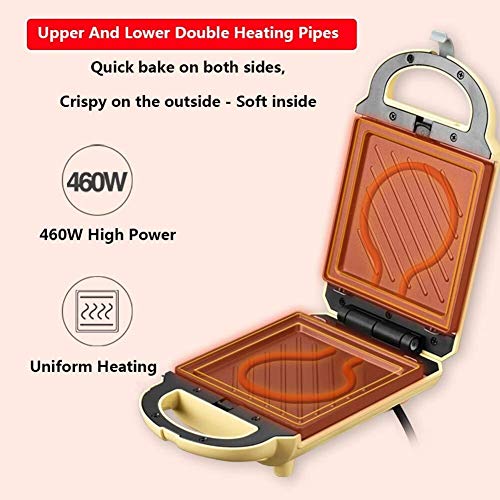 Upper And Lower Double Heating Pipes
Quick bake on both sides,
Crispy on the outside - Soft inside
460W
460W High Power
Uniform Heating